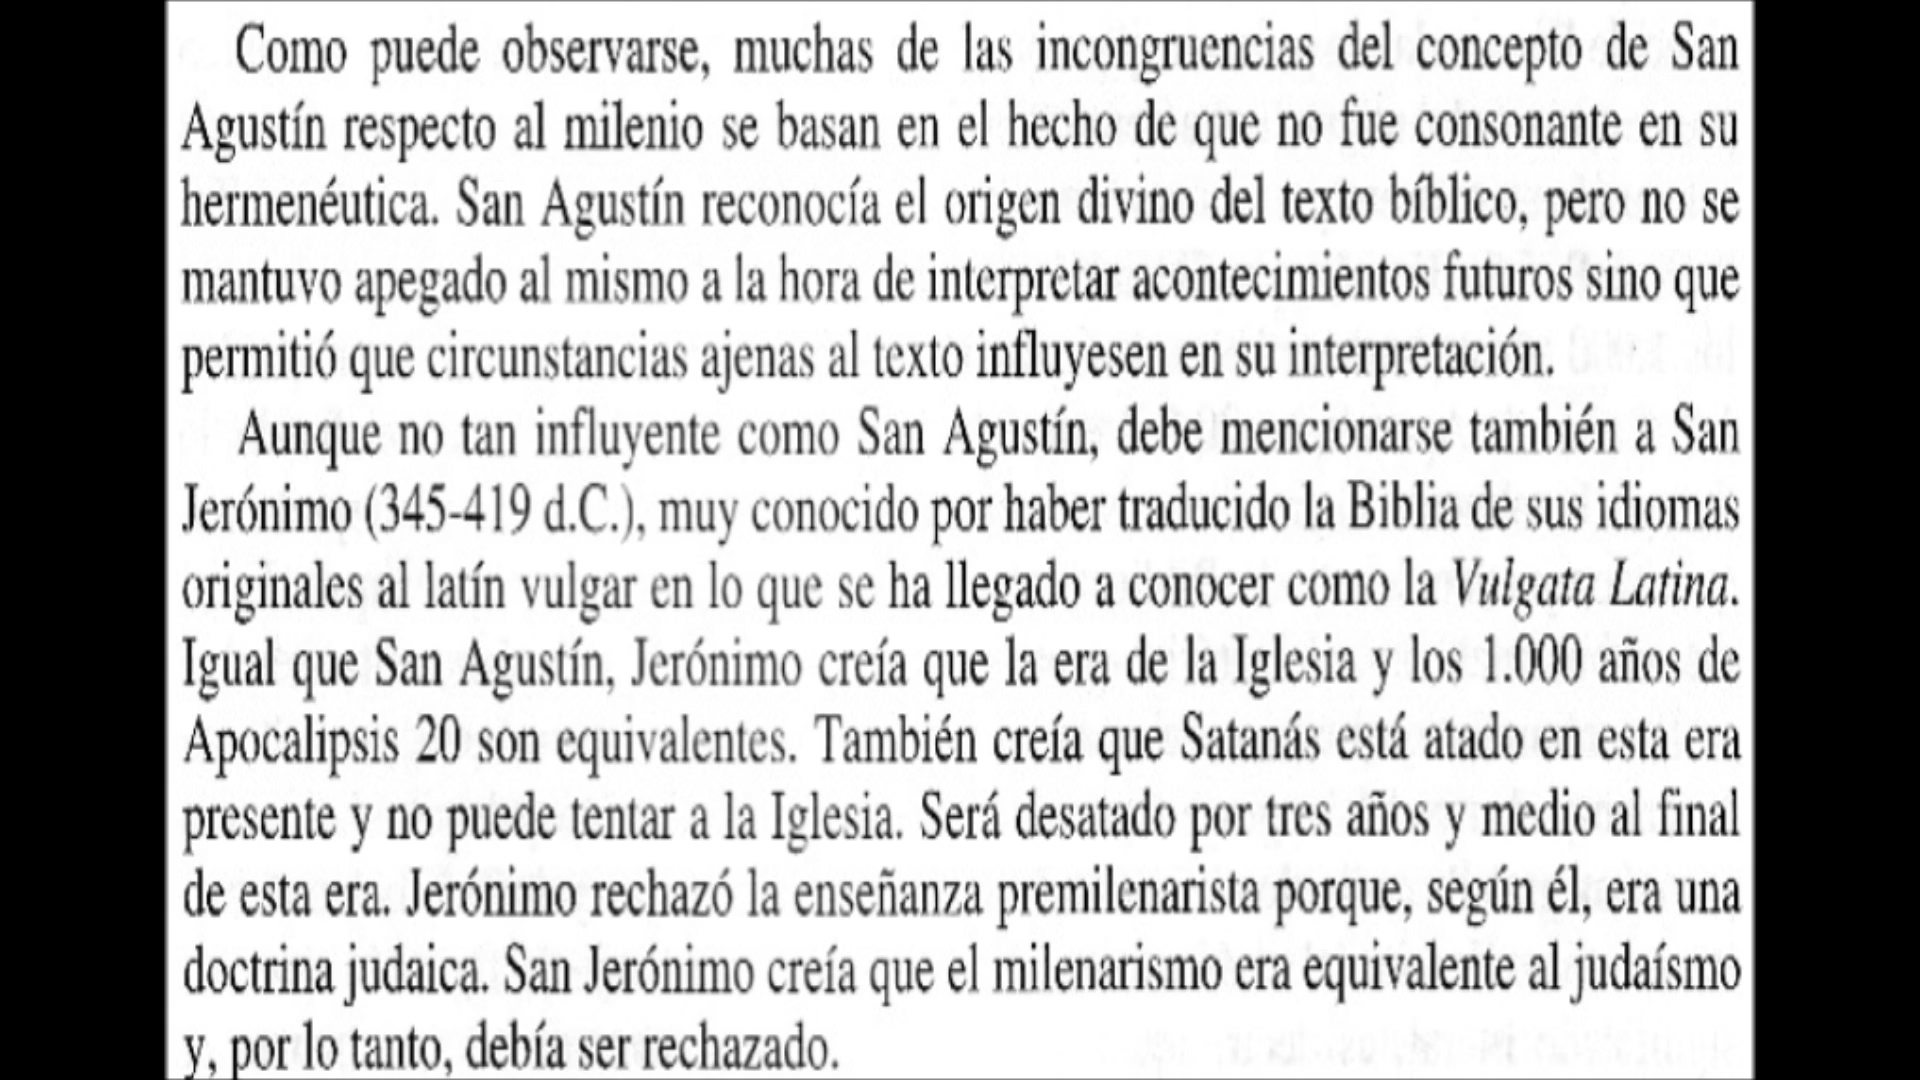 Como puede observarse, muchas de las incongruencias del concepto de San
Agustín respecto al milenio se basan en el hecho de que no fue consonante en su
hermenéutica. San Agustín reconocía el origen divino del texto bíblico, pero no se
mantuvo apegado al mismo a la hora de interpretar acontecimientos futuros sino que
permitió que circunstancias ajenas al texto influyesen en su interpretación.
Aunque no tan influyente como San Agustín, debe mencionarse también a San
Jerónimo (345-419 d.C.), muy conocido por haber traducido la Biblia de sus idiomas
originales al latín vulgar en lo que se ha llegado a conocer como la Vulgata Latina.
Igual que San Agustín, Jerónimo creía que la era de la Iglesia y los 1.000 años de
Apocalipsis 20 son equivalentes. También creía que Satanás está atado en esta era
presente y no puede tentar a la Iglesia. Será desatado por tres años y medio al final
de esta era. Jerónimo rechazó la enseñanza premilenarista porque, según él, era una
doctrina judaica. San Jerónimo creía que el milenarismo era equivalente al judaísmo
y, por lo tanto, debía ser rechazado.